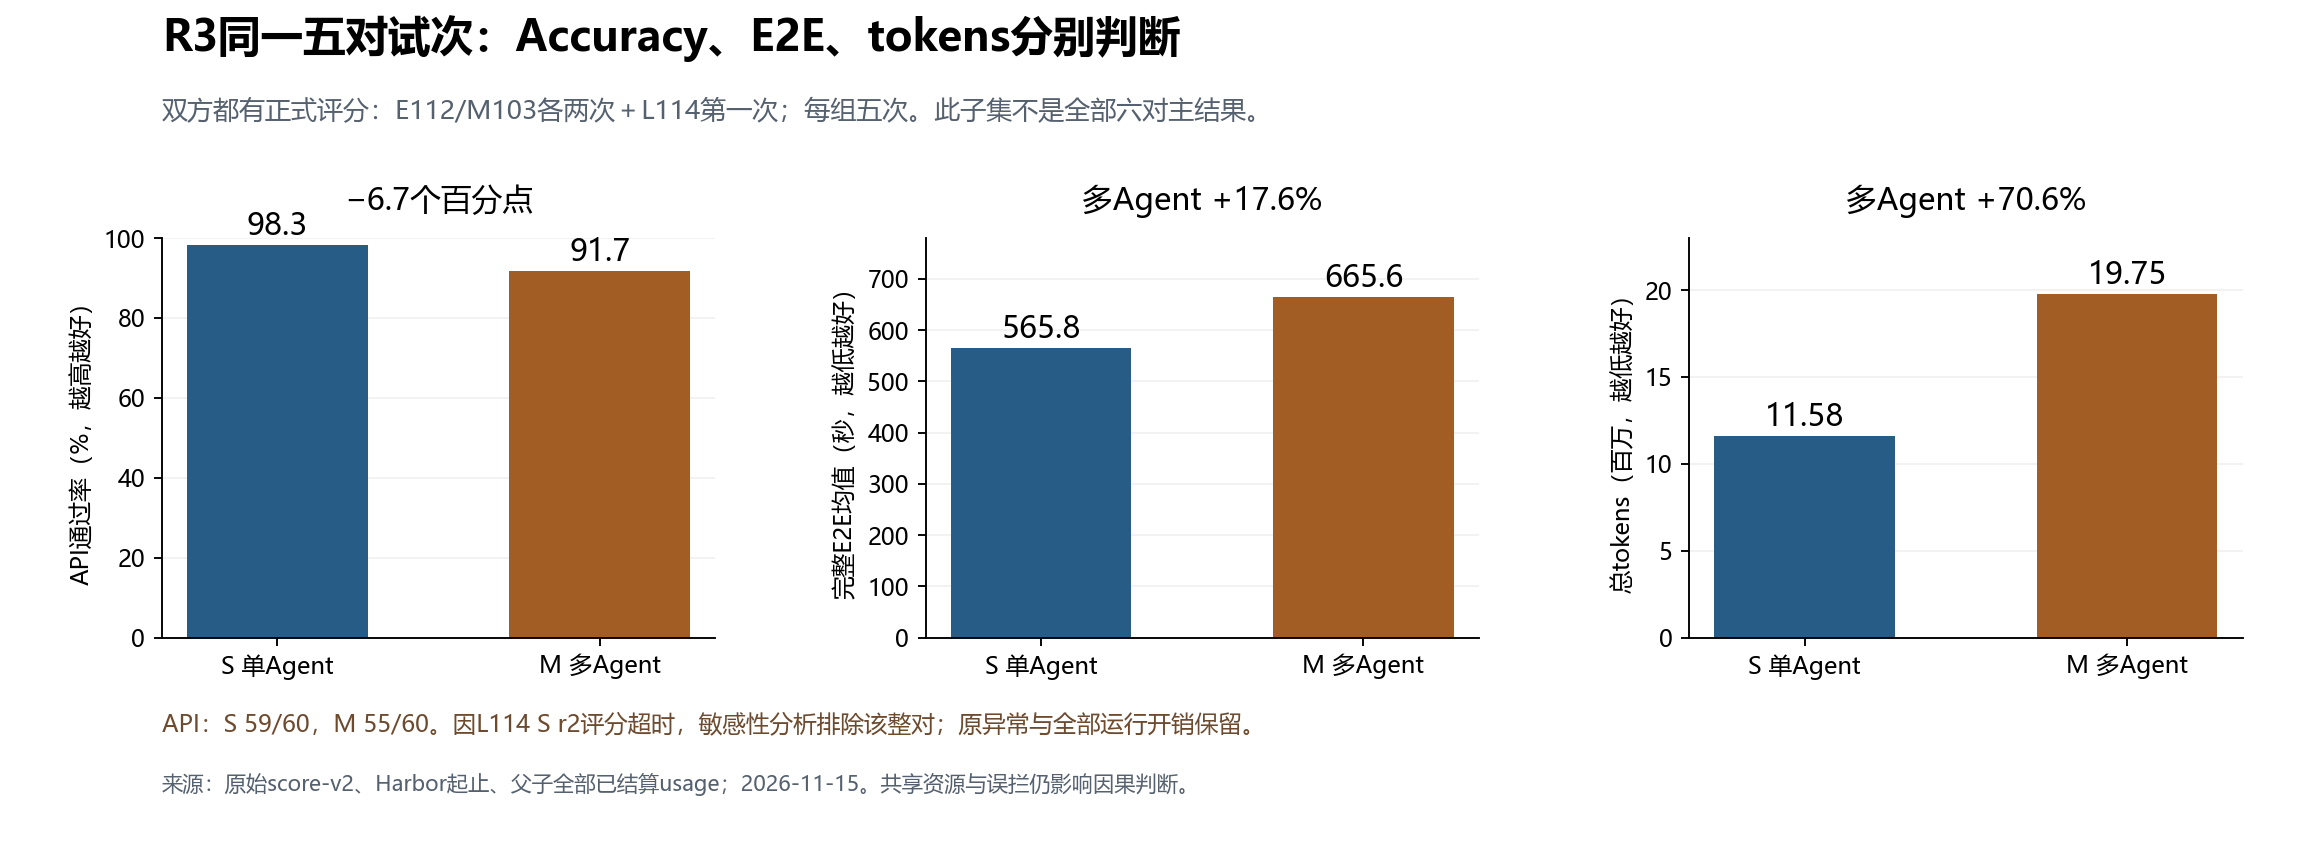 R3同一五对试次：Accuracy、E2E、tokens分别判断
双方都有正式评分：E112/M103各两次＋L114第一次；每组五次。此子集不是全部六对主结果。
−6.7个百分点
API通过率（%，越高越好）
100
80
60
40
20
0
98.3
91.7
S 单Agent
M 多Agent
多Agent +17.6%
完整E2E均值（秒，越低越好）
700
600
500
400
300
200
100
0
565.8
665.6
S 单Agent
M 多Agent
多Agent +70.6%
总tokens（百万，越低越好）
20
15
10
5
0
11.58
19.75
S 单Agent
M 多Agent
API：S 59/60，M 55/60。因L114 S r2评分超时，敏感性分析排除该整对；原异常与全部运行开销保留。
来源：原始score-v2、Harbor起止、父子全部已结算usage；2026-11-15。共享资源与误拦仍影响因果判断。